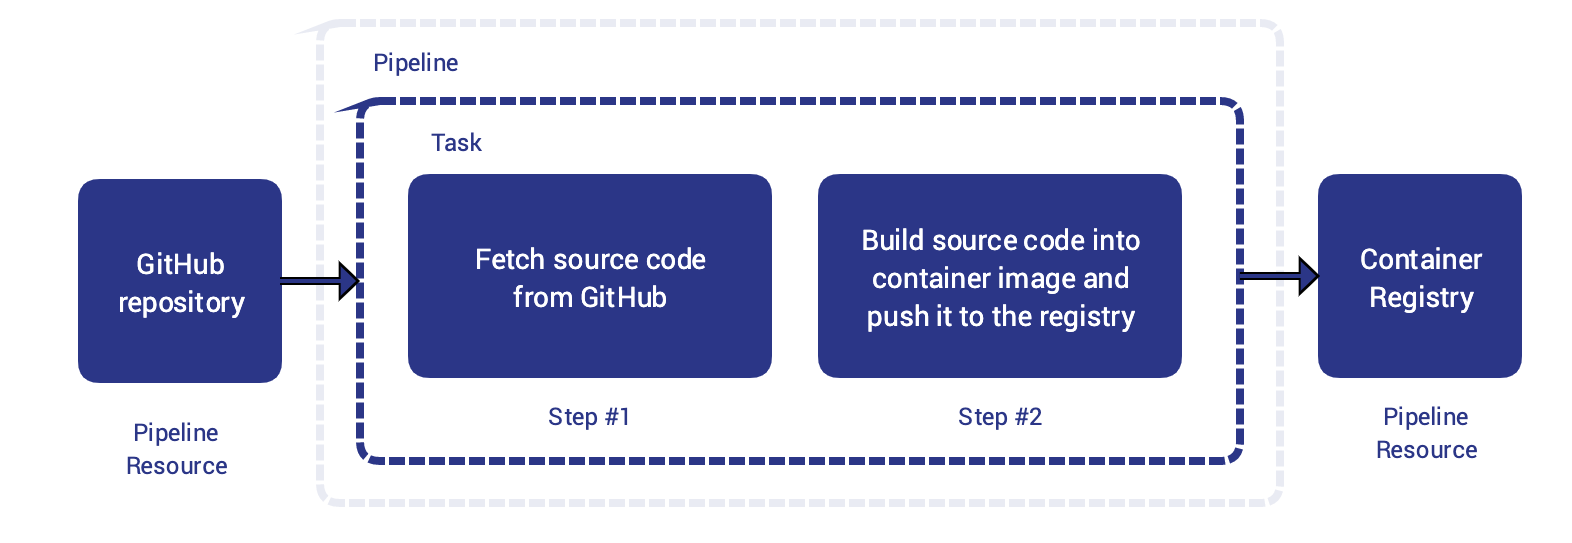 Pipeline
Task
GitHub
repository
Fetch source code
from GitHub
Build source code into
container image and
push it to the registry
Container
Registry
Pipeline
Resource
Step #1
Step #2
Pipeline
Resource